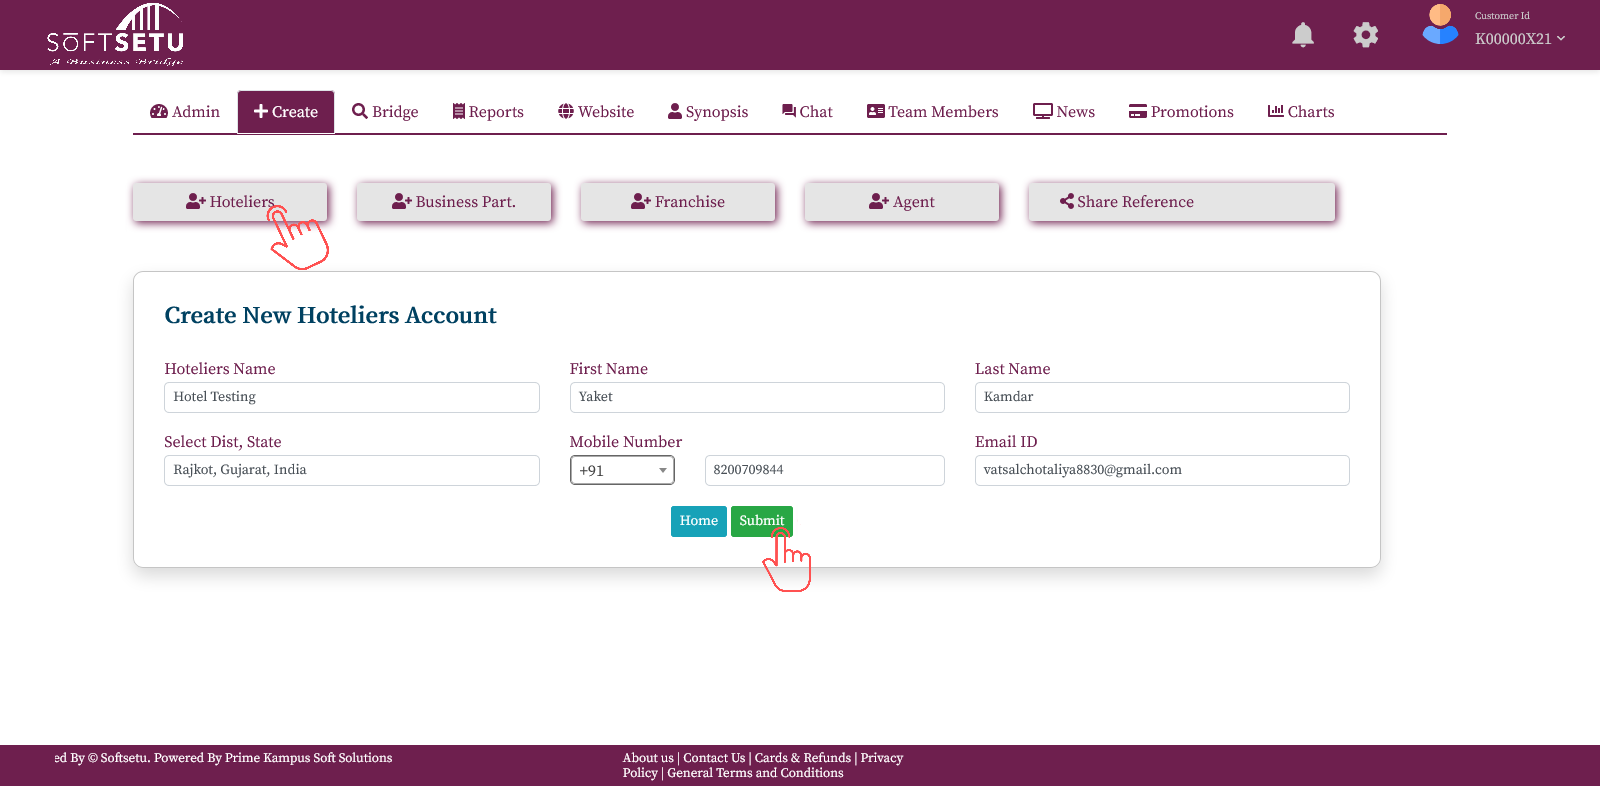 SOFTSETU
A Business Bridge
Customer Id
K00000X21
Admin Create Bridge Reports Website Synopsis Chat Team Members News Promotions Charts
Hoteliers Business Part. Franchise Agent Share Reference
Create New Hoteliers Account
Hoteliers Name First Name Last Name
Hotel Testing Yaket Kamdar
Select Dist, State Mobile Number Email ID
Rajkot, Gujarat, India +91 8200709844 vatsalchotaliya8830@gmail.com
Home Submit
ed By © Softsetu. Powered By Prime Kampus Soft Solutions
About us | Contact Us | Cards & Refunds | Privacy
Policy | General Terms and Conditions